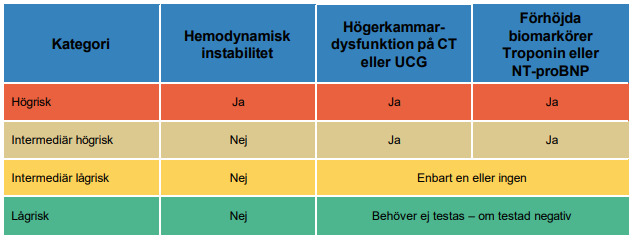 Kategori
Hemodynamisk
instabilitet
Högerkammar-
dysfunktion på CT
eller UCG
Förhöjda
biomarkörer
Troponin eller
NT-proBNP
Högrisk Ja Ja Ja
Intermediär högrisk Nej Ja Ja
Intermediär lågrisk Nej Enbart en eller ingen
Lågrisk Nej Behöver ej testas – om testad negativ